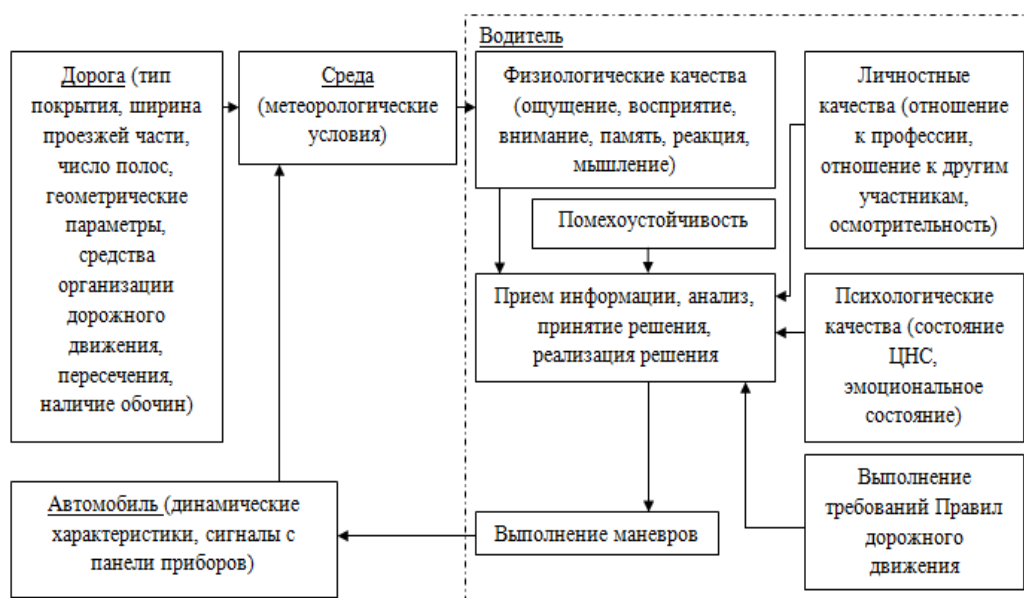 Водитель
Дорога (тип
покрытия, ширина
проезжей части,
число полос,
геометрические
параметры,
средства
организации
дорожного
движения,
пересечения,
наличие обочин)
Среда
(метеорологические
условия)
Физиологические качества
(ощущение, восприятие,
внимание, память, реакция,
мышление)
Личностные
качества (отношение
к профессии,
отношение к другим
участникам,
осмотрительность)
Помехоустойчивость
Прием информации, анализ,
принятие решения,
реализация решения
Психологические
качества (состояние
ЦНС,
эмоциональное
состояние)
Автомобиль (динамические
характеристики, сигналы с
панели приборов)
Выполнение маневров
Выполнение
требований Правил
дорожного
движения